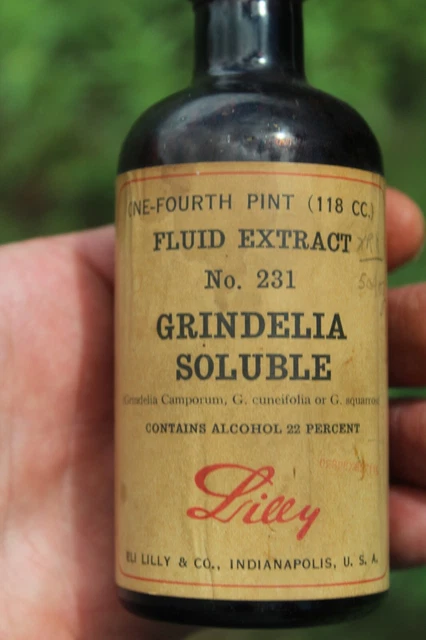 ONE-FOURTH PINT (118 CC.)
FLUID EXTRACT
No. 231
GRINDELIA
SOLUBLE
(Grindelia Camporum, G. cuneifolia or G. squarrosa)
CONTAINS ALCOHOL 22 PERCENT
Lilly
ELI LILLY & CO., INDIANAPOLIS, U. S. A.